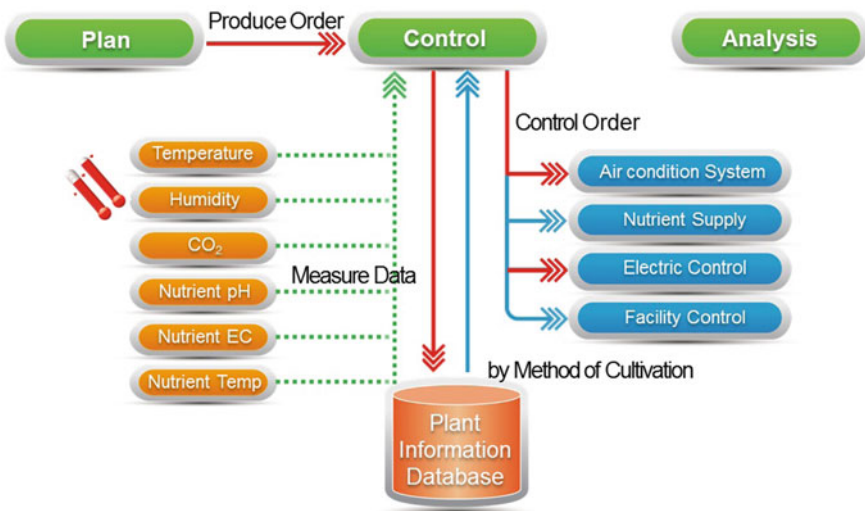 Plan
Produce Order
Control
Analysis
Control Order
Temperature
Humidity
CO₂
Nutrient pH
Nutrient EC
Nutrient Temp
Measure Data
Air condition System
Nutrient Supply
Electric Control
Facility Control
by Method of Cultivation
Plant
Information
Database